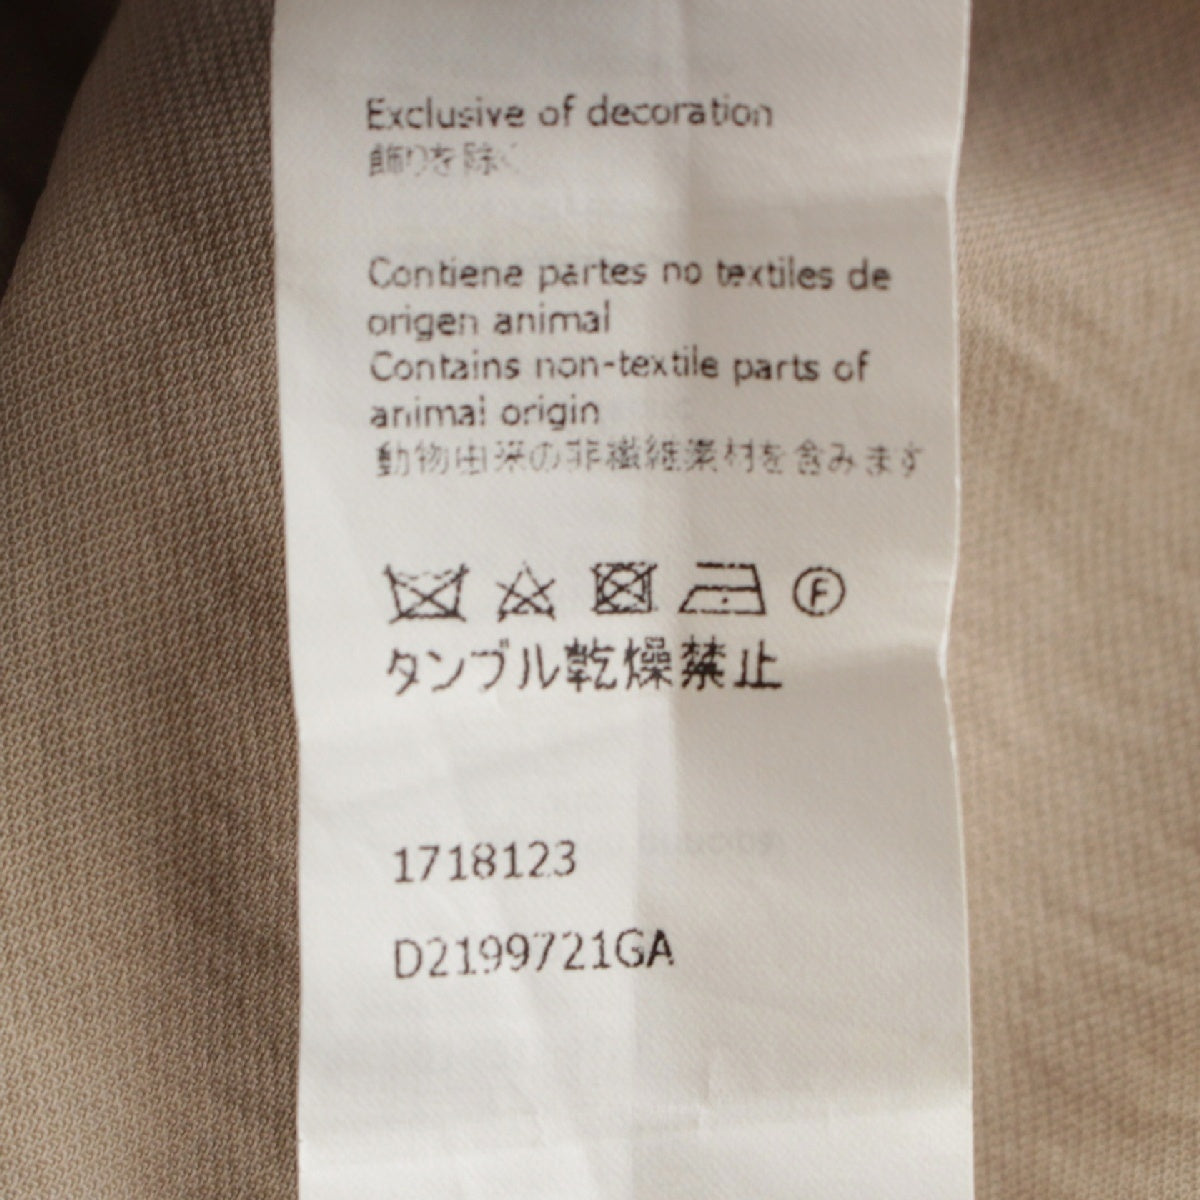 Exclusive of decoration
飾りを除く
Contiene partes no textiles de
origen animal
Contains non-textile parts of
animal origin
動物由来の非繊維素材を含みます
F
タンブル乾燥禁止
1718123
D2199721GA